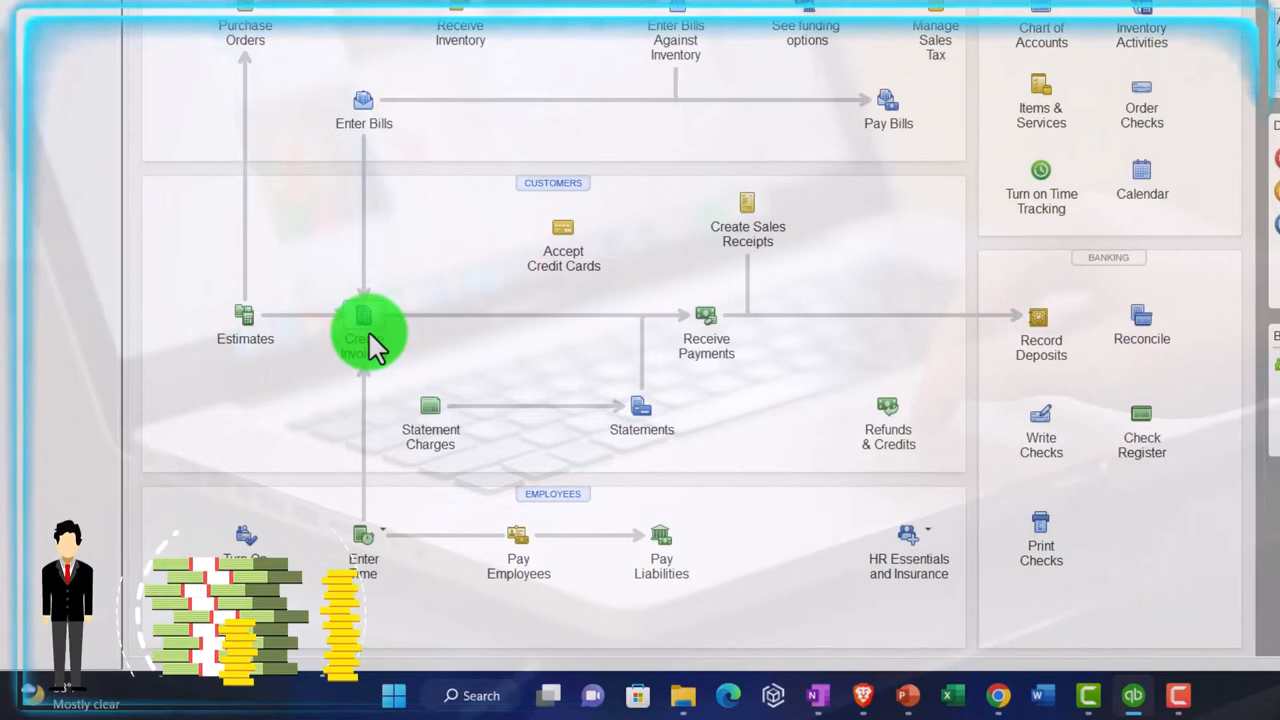 Purchase
Orders
Receive
Inventory
Enter Bills
Against
Inventory
See funding
options
Manage
Sales
Tax
Chart of
Accounts
Inventory
Activities
Enter Bills
Pay Bills
Items &
Services
Order
Checks
Turn on Time
Tracking
Calendar
CUSTOMERS
Accept
Credit Cards
Create Sales
Receipts
BANKING
Estimates
Receive
Payments
Record
Deposits
Reconcile
Statement
Charges
Statements
Refunds
& Credits
Write
Checks
Check
Register
EMPLOYEES
Enter
Pay
Employees
Pay
Liabilities
HR Essentials
and Insurance
Print
Checks
Mostly clear
Search